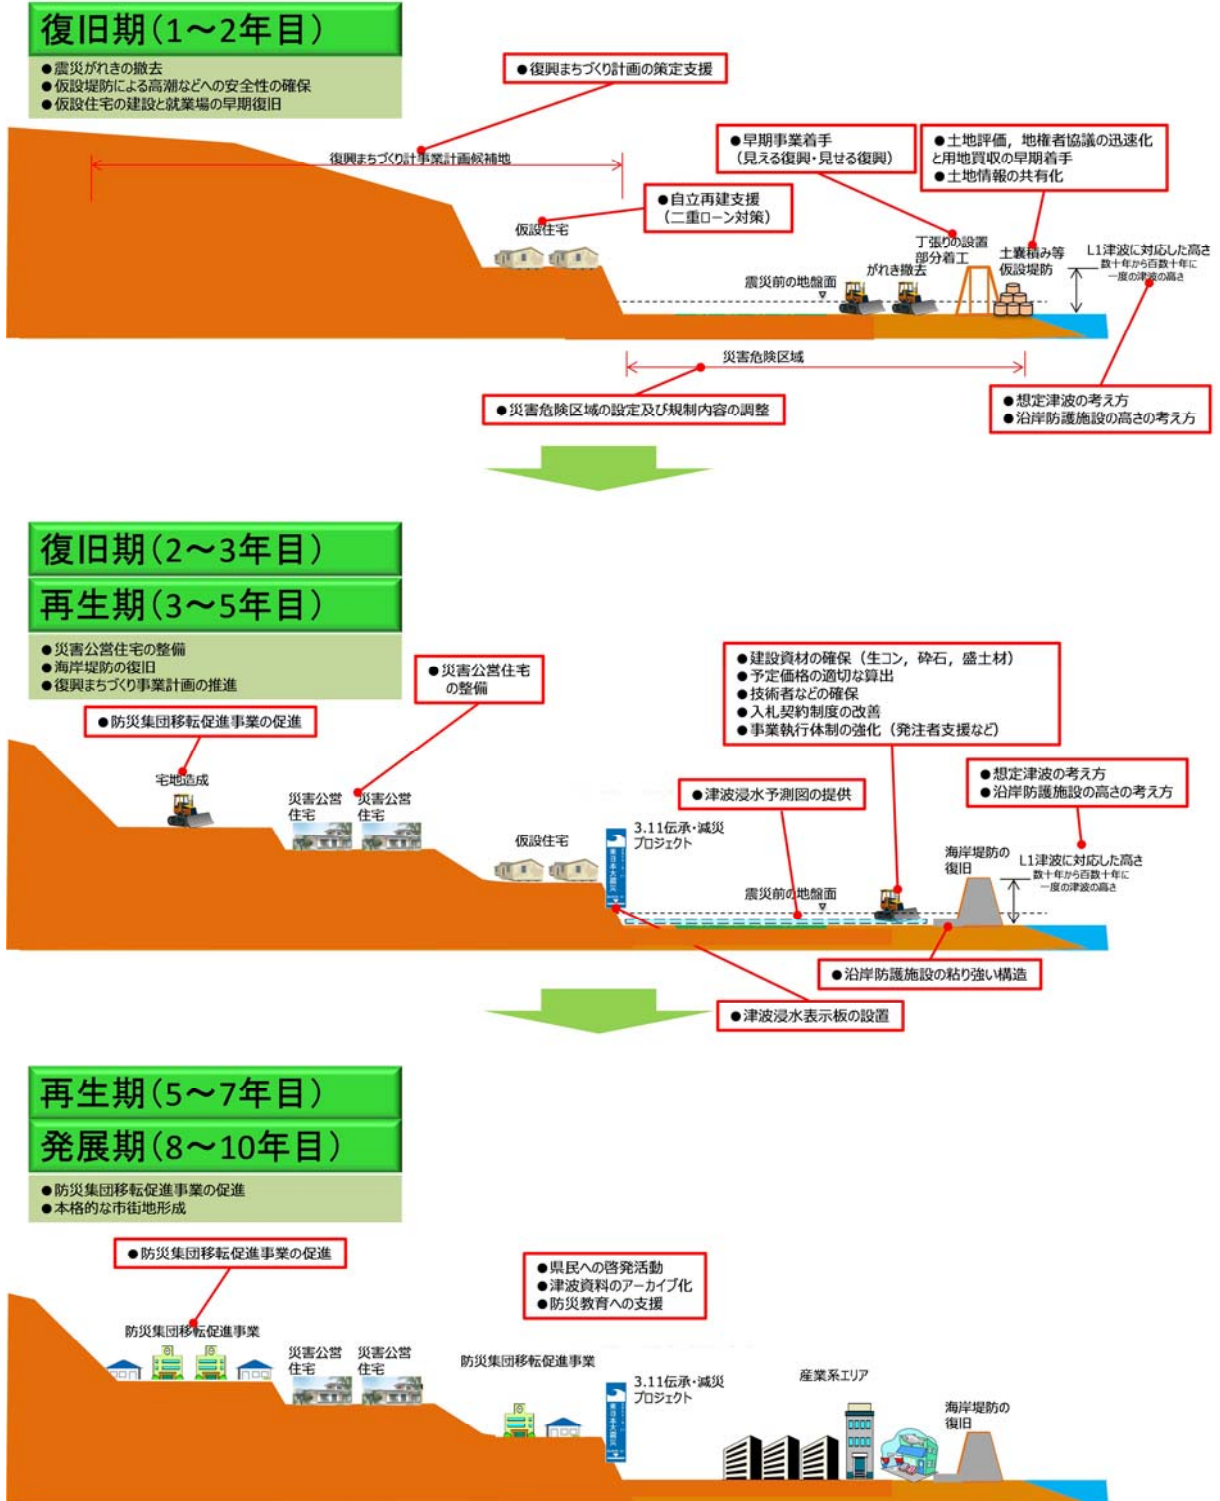 復旧期(1～2年目)
●震災がれきの撤去
●仮設堤防による高潮などへの安全性の確保
●仮設住宅の建設と就業場の早期復旧
●復興まちづくり計画の策定支援
復興まちづくり計事業計画候補地
●早期事業着手
(見える復興・見せる復興)
●土地評価，地権者協議の迅速化
と用地買収の早期着手
●土地情報の共有化
●自立再建支援
(二重ローン対策)
仮設住宅
丁張りの設置
部分着工
土嚢積み等
仮設堤防
L1津波に対応した高さ
数十年から百数十年に
一度の津波の高さ
がれき撤去
震災前の地盤面
災害危険区域
●災害危険区域の設定及び規制内容の調整
●想定津波の考え方
●沿岸防護施設の高さの考え方
復旧期(2～3年目)
再生期(3～5年目)
●災害公営住宅の整備
●海岸堤防の復旧
●復興まちづくり事業計画の推進
●災害公営住宅
の整備
●建設資材の確保（生コン，砕石，盛土材）
●予定価格の適切な算出
●技術者などの確保
●入札契約制度の改善
●事業執行体制の強化（発注者支援など）
●防災集団移転促進事業の促進
宅地造成
災害公営
住宅
災害公営
住宅
●津波浸水予測図の提供
●想定津波の考え方
●沿岸防護施設の高さの考え方
仮設住宅
3.11伝承・減災
プロジェクト
東日本大震災
海岸堤防の
復旧
L1津波に対応した高さ
数十年から百数十年に
一度の津波の高さ
震災前の地盤面
●沿岸防護施設の粘り強い構造
●津波浸水表示板の設置
再生期(5～7年目)
発展期(8～10年目)
●防災集団移転促進事業の促進
●本格的な市街地形成
●防災集団移転促進事業の促進
●県民への啓発活動
●津波資料のアーカイブ化
●防災教育への支援
防災集団移転促進事業
災害公営
住宅
災害公営
住宅
防災集団移転促進事業
3.11伝承・減災
プロジェクト
東日本大震災
産業系エリア
海岸堤防の
復旧